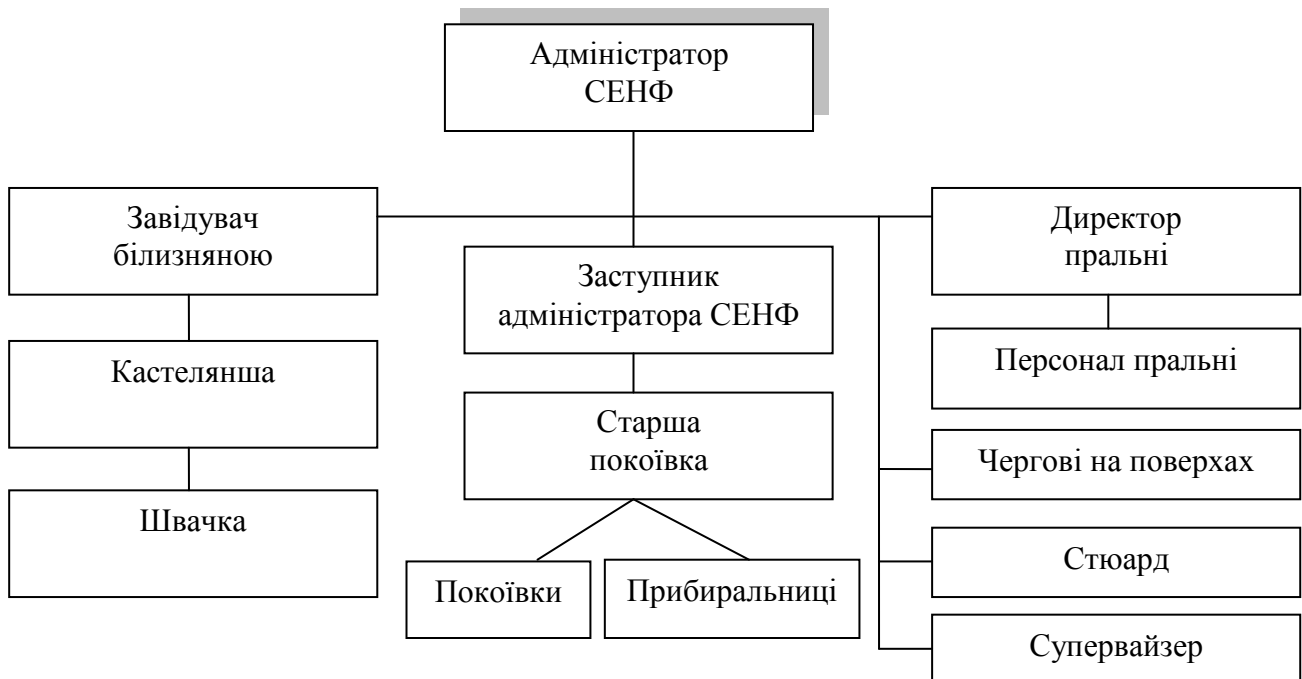 Адміністратор
СЕНФ
Завідувач
білизняною
Директор
пральні
Заступник
адміністратора СЕНФ
Кастелянша
Персонал пральні
Старша
покоївка
Чергові на поверхах
Швачка
Стюард
Покоївки
Прибиральниці
Супервайзер